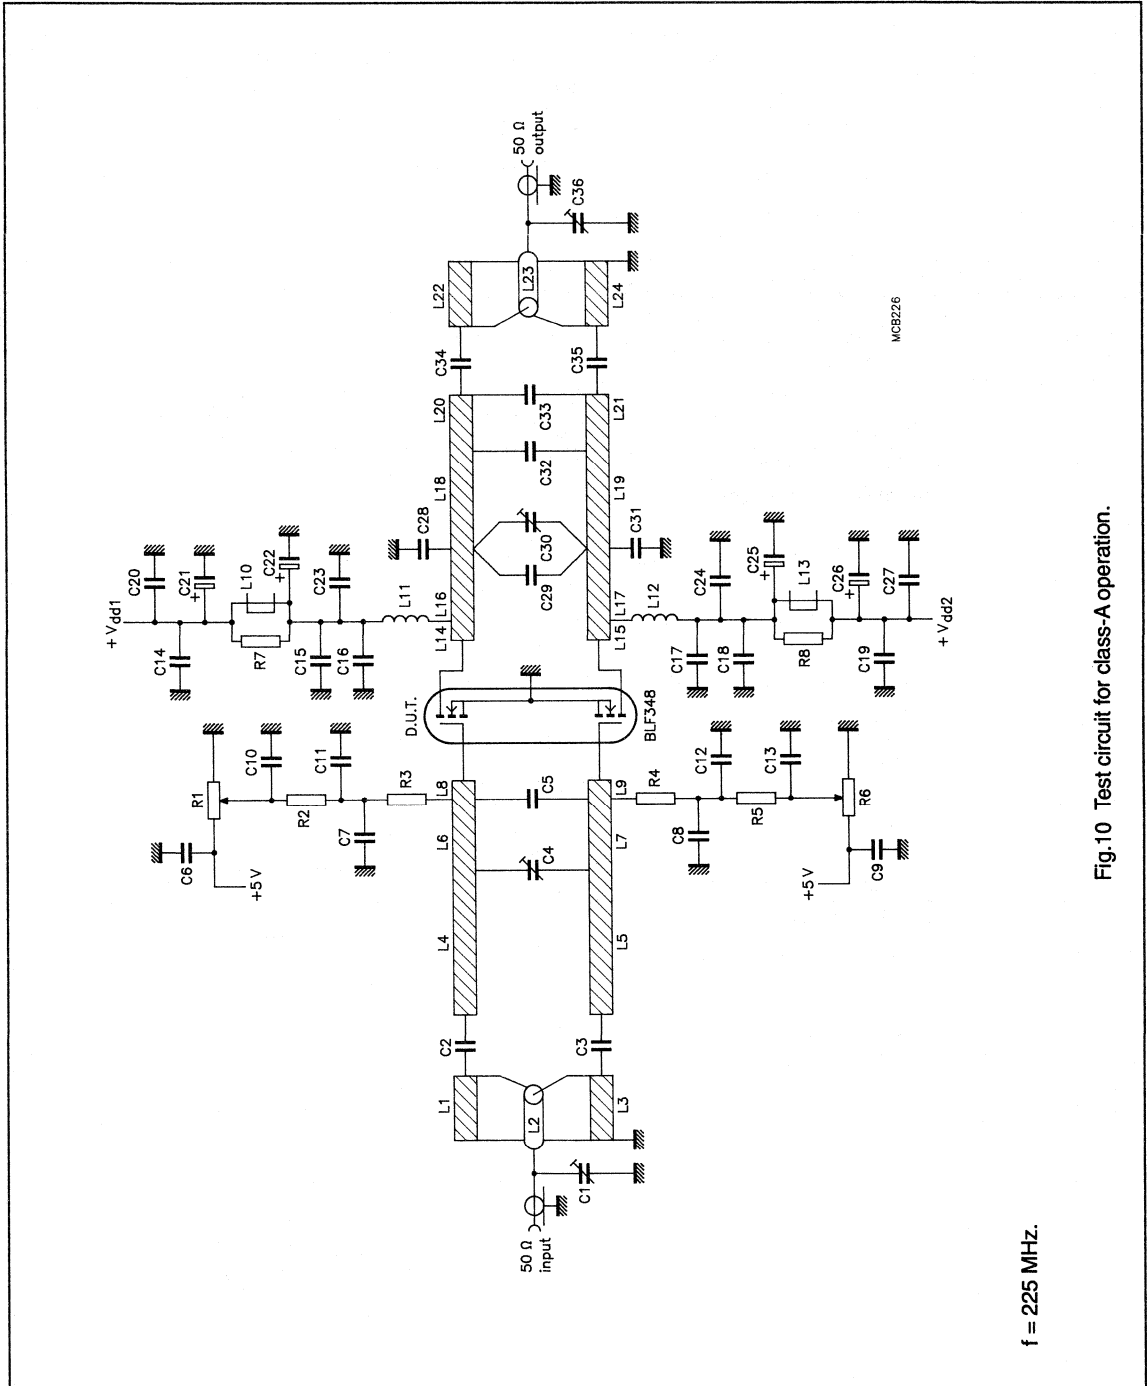 50 Ω
output
C36
L22
L23
L24
C34
C35
MCB226
L20
C33
L21
C32
L18
L19
C28
C30
C31
C29
C20
C21
L10
C22
C23
+Vdd1
C14
R7
C15
C16
L11
L16
L14
L17
L15
L12
C24
C25
L13
C26
C27
C17
C18
R8
C19
+Vdd2
D.U.T.
BLF348
R1
C10
C11
R2
R3
C6
C7
+5 V
L8
L6
L4
C5
C4
L9
L7
L5
R4
C12
C13
C8
R5
R6
C9
+5 V
C2
C3
L1
L2
L3
C1
50 Ω
input
Fig.10 Test circuit for class-A operation.
f = 225 MHz.